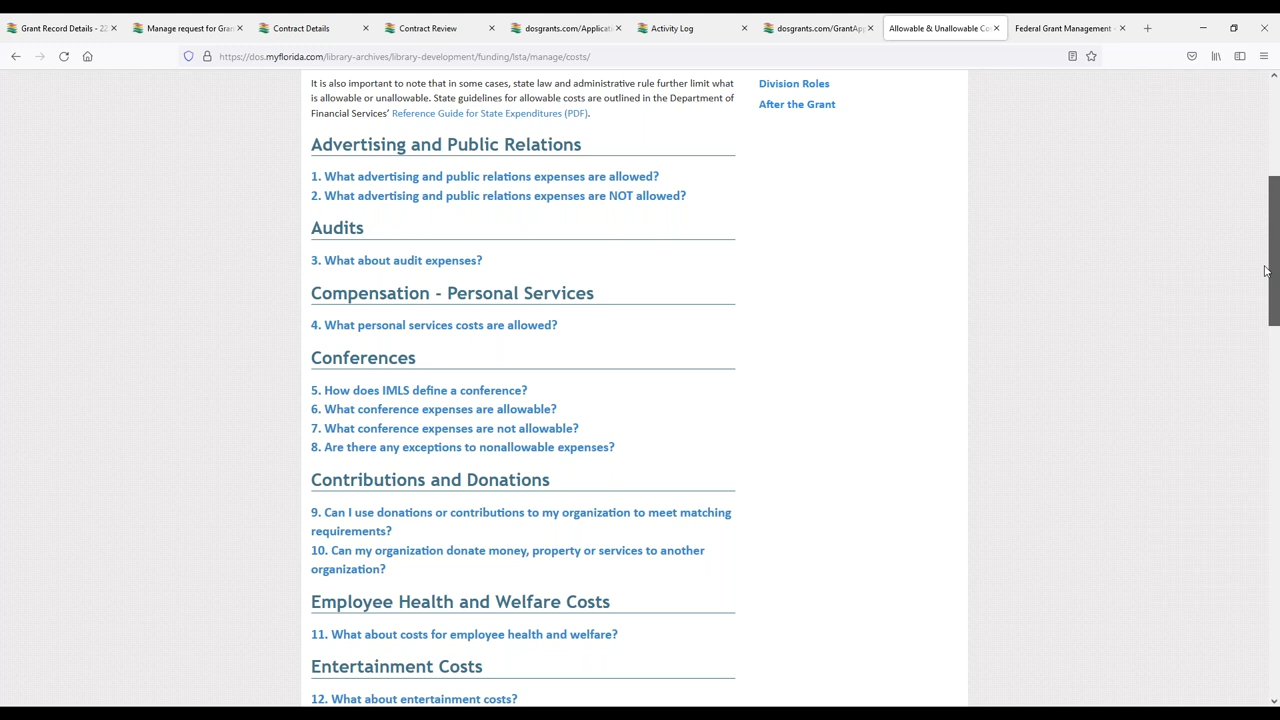 Grant Record Details - 22
Manage request for Gran
Contract Details
Contract Review
dosgrants.com/Applicati
Activity Log
dosgrants.com/GrantApp
Allowable & Unallowable Co
Federal Grant Management -
https://dos.myflorida.com/library-archives/library-development/funding/lsta/manage/costs/
It is also important to note that in some cases, state law and administrative rule further limit what
is allowable or unallowable. State guidelines for allowable costs are outlined in the Department of
Financial Services’ Reference Guide for State Expenditures (PDF).
Division Roles
After the Grant
Advertising and Public Relations
1. What advertising and public relations expenses are allowed?
2. What advertising and public relations expenses are NOT allowed?
Audits
3. What about audit expenses?
Compensation - Personal Services
4. What personal services costs are allowed?
Conferences
5. How does IMLS define a conference?
6. What conference expenses are allowable?
7. What conference expenses are not allowable?
8. Are there any exceptions to nonallowable expenses?
Contributions and Donations
9. Can I use donations or contributions to my organization to meet matching
requirements?
10. Can my organization donate money, property or services to another
organization?
Employee Health and Welfare Costs
11. What about costs for employee health and welfare?
Entertainment Costs
12. What about entertainment costs?